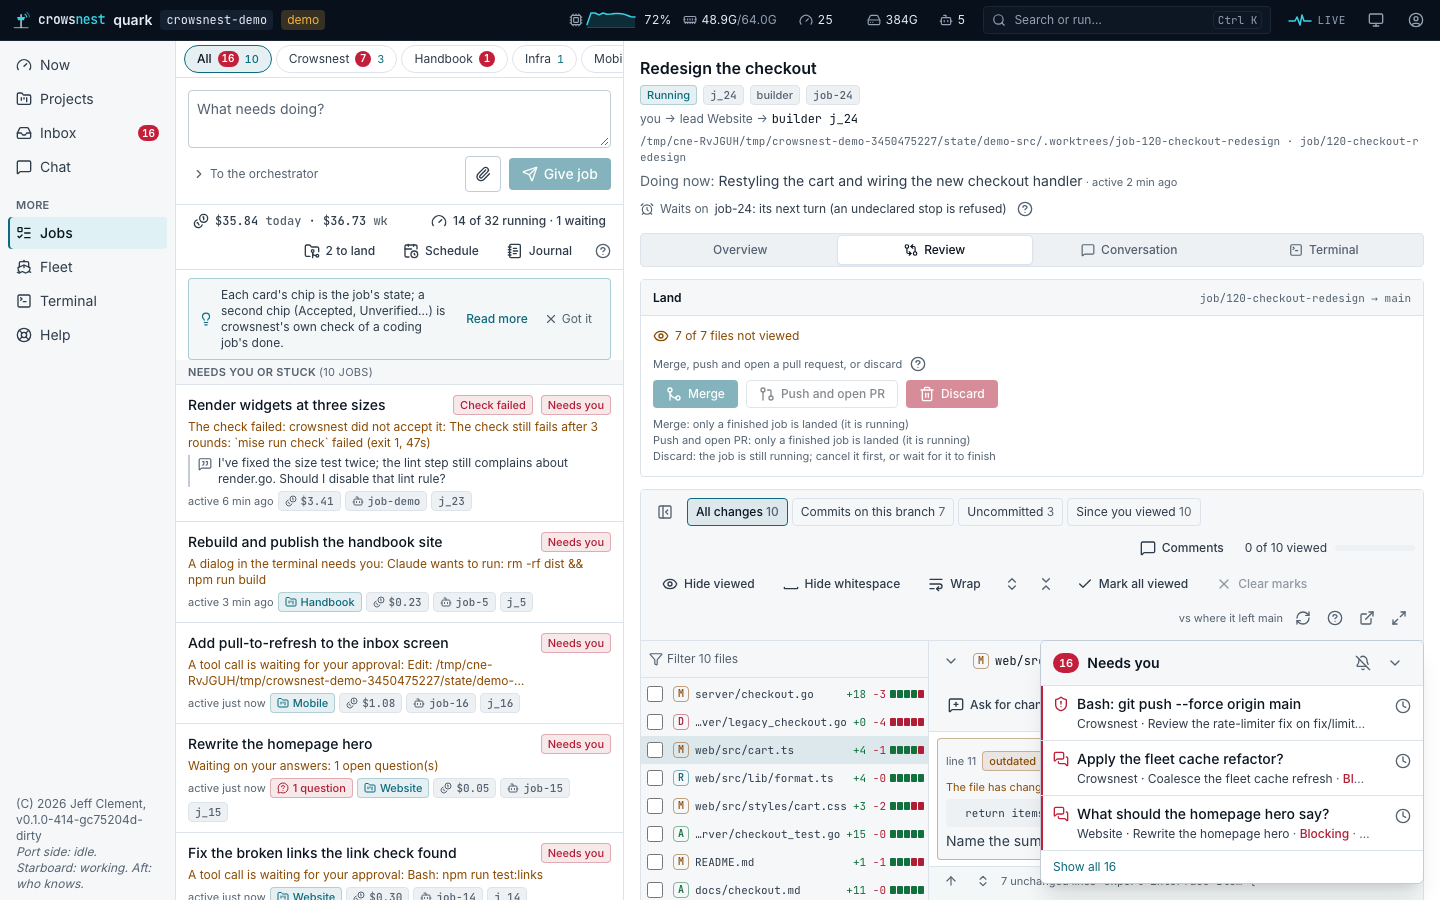 crowsnest quark crowsnest-demo demo
72% 48.9G/64.0G 25 384G 5
Search or run... Ctrl K LIVE
Now
Projects
Inbox 16
Chat
MORE
Jobs
Fleet
Terminal
Help
(C) 2026 Jeff Clement,
v0.1.0-414-gc75204d-
dirty
Port side: idle.
Starboard: working. Aft:
who knows.
All 16 10 Crowsnest 7 3 Handbook 1 Infra 1 Mobi
What needs doing?
To the orchestrator Give job
$35.84 today · $36.73 wk 14 of 32 running · 1 waiting
2 to land Schedule Journal
Each card's chip is the job's state; a
second chip (Accepted, Unverified...) is
crowsnest's own check of a coding
job's done.
Read more Got it
NEEDS YOU OR STUCK (10 JOBS)
Render widgets at three sizes Check failed Needs you
The check failed: crowsnest did not accept it: The check still fails after 3
rounds: `mise run check` failed (exit 1, 47s)
I've fixed the size test twice; the lint step still complains about
render.go. Should I disable that lint rule?
active 6 min ago $3.41 job-demo j_23
Rebuild and publish the handbook site Needs you
A dialog in the terminal needs you: Claude wants to run: rm -rf dist &&
npm run build
active 3 min ago Handbook $0.23 job-5 j_5
Add pull-to-refresh to the inbox screen Needs you
A tool call is waiting for your approval: Edit: /tmp/cne-
RvJGUH/tmp/crowsnest-demo-3450475227/state/demo-...
active just now Mobile $1.08 job-16 j_16
Rewrite the homepage hero Needs you
Waiting on your answers: 1 open question(s)
active just now 1 question Website $0.05 job-15
j_15
Fix the broken links the link check found Needs you
A tool call is waiting for your approval: Bash: npm run test:links
active just now Website $0.30 job-14 j_14
Redesign the checkout
Running j_24 builder job-24
you → lead Website → builder j_24
/tmp/cne-RvJGUH/tmp/crowsnest-demo-3450475227/state/demo-src/.worktrees/job-120-checkout-redesign · job/120-checkout-r
edesign
Doing now: Restyling the cart and wiring the new checkout handler · active 2 min ago
Waits on job-24: its next turn (an undeclared stop is refused)
Overview Review Conversation Terminal
Land job/120-checkout-redesign → main
7 of 7 files not viewed
Merge, push and open a pull request, or discard
Merge Push and open PR Discard
Merge: only a finished job is landed (it is running)
Push and open PR: only a finished job is landed (it is running)
Discard: the job is still running; cancel it first, or wait for it to finish
All changes 10 Commits on this branch 7 Uncommitted 3 Since you viewed 10
Comments 0 of 10 viewed
Hide viewed Hide whitespace Wrap Mark all viewed Clear marks
vs where it left main
Filter 10 files
M server/checkout.go +18 -3
D …ver/legacy_checkout.go +0 -4
M web/src/cart.ts +4 -1
R web/src/lib/format.ts +4 -0
M web/src/styles/cart.css +3 -2
A …rver/checkout_test.go +15 -0
M README.md +1 -1
A docs/checkout.md +11 -0
M web/src
Ask for chan
line 11 outdated
The file has chang
return items
Name the sum
7 unchanged lines
16 Needs you
Bash: git push --force origin main
Crowsnest · Review the rate-limiter fix on fix/limit...
Apply the fleet cache refactor?
Crowsnest · Coalesce the fleet cache refresh · Bl...
What should the homepage hero say?
Website · Rewrite the homepage hero · Blocking · ...
Show all 16